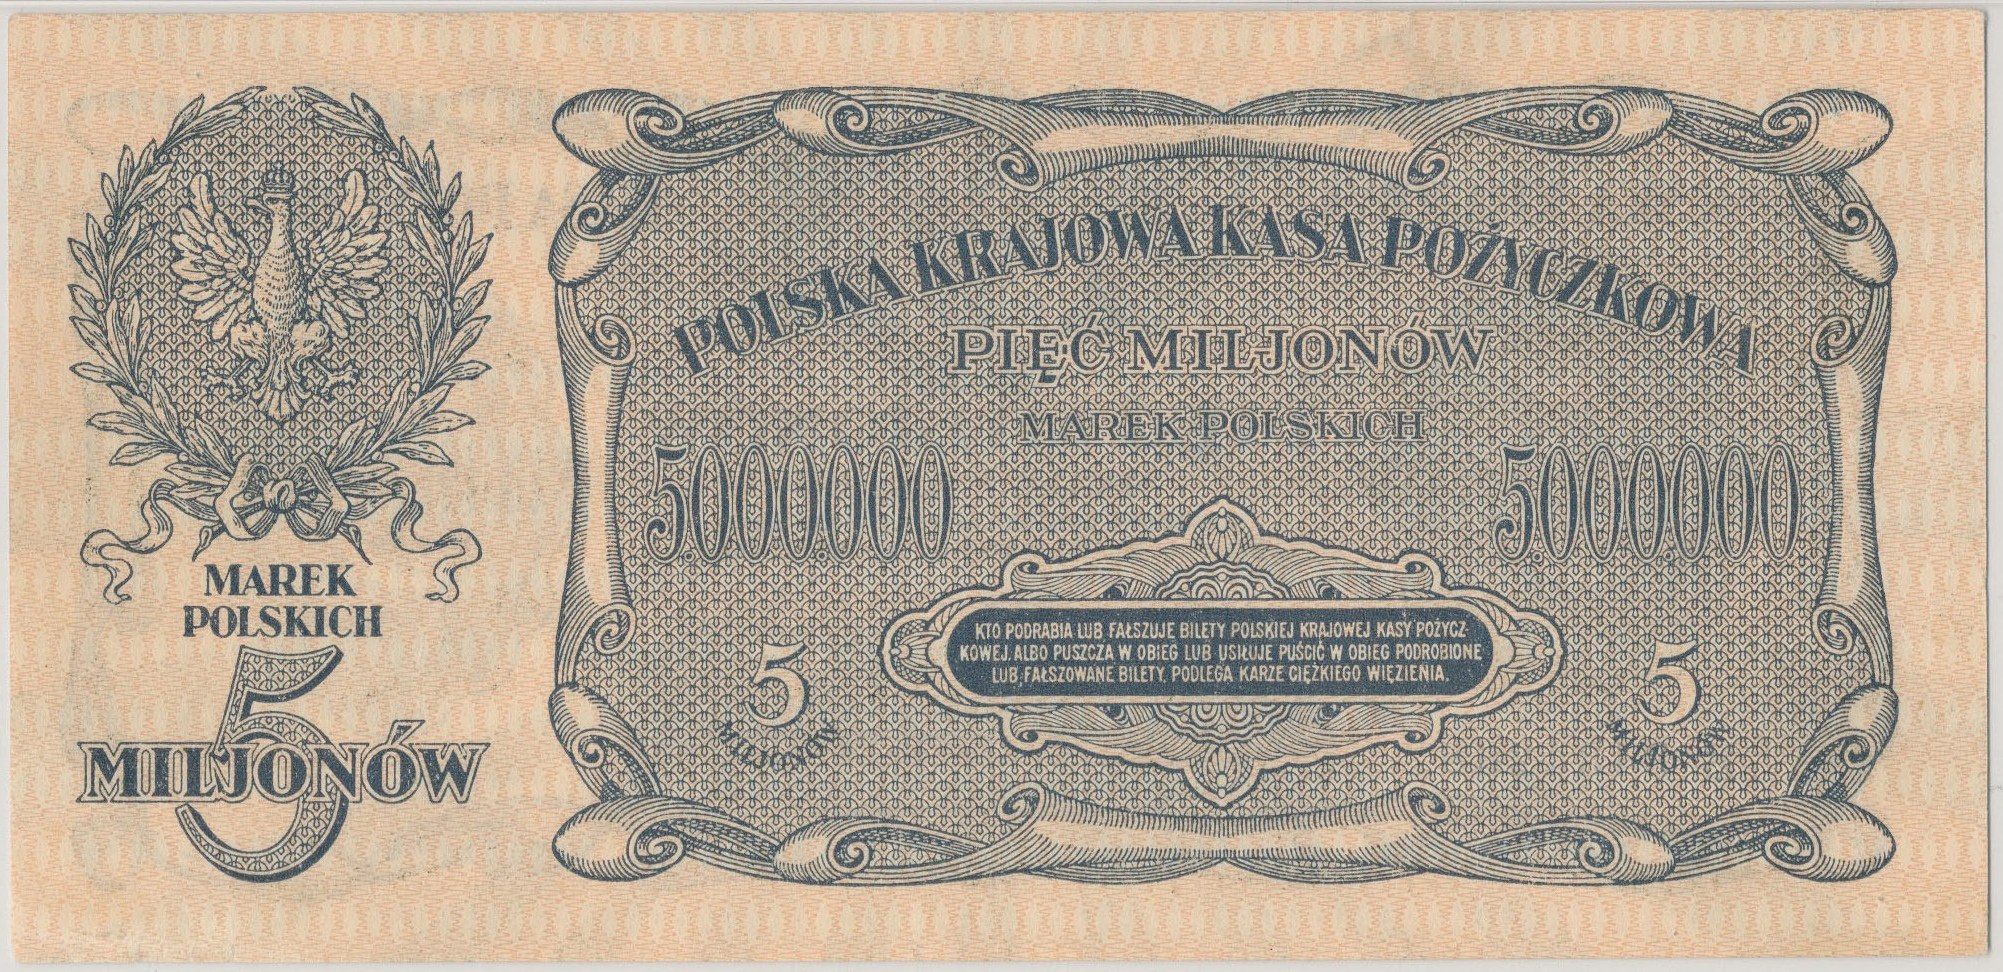 POLSKA KRAJOWA KASA POŻYCZKOWA
PIĘĆ MILJONÓW
MAREK POLSKICH
5.000.000
5.000.000
MAREK
POLSKICH
5
MILJONÓW
KTO PODRABIA LUB FAŁSZUJE BILETY POLSKIEJ KRAJOWEJ KASY POŻYCZ-
KOWEJ ALBO PUSZCZA W OBIEG LUB USIŁUJE PUŚCIĆ W OBIEG PODROBIONE
LUB FAŁSZOWANE BILETY, PODLEGA KARZE CIĘŻKIEGO WIĘZIENIA.
5
MILJONÓW
5
MILJONÓW